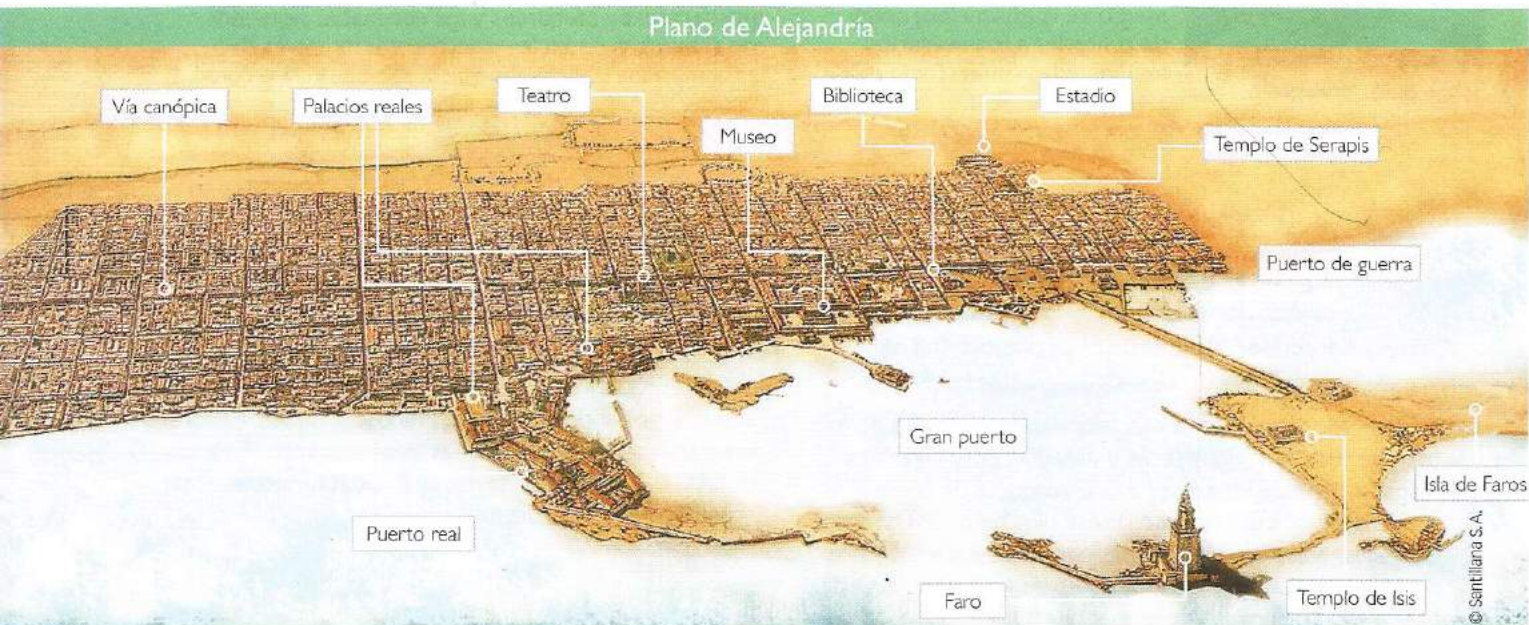 Plano de Alejandría
Vía canópica
Palacios reales
Teatro
Museo
Biblioteca
Estadio
Templo de Serapis
Puerto de guerra
Gran puerto
Isla de Faros
Puerto real
Faro
Templo de Isis
© Santillana S.A.